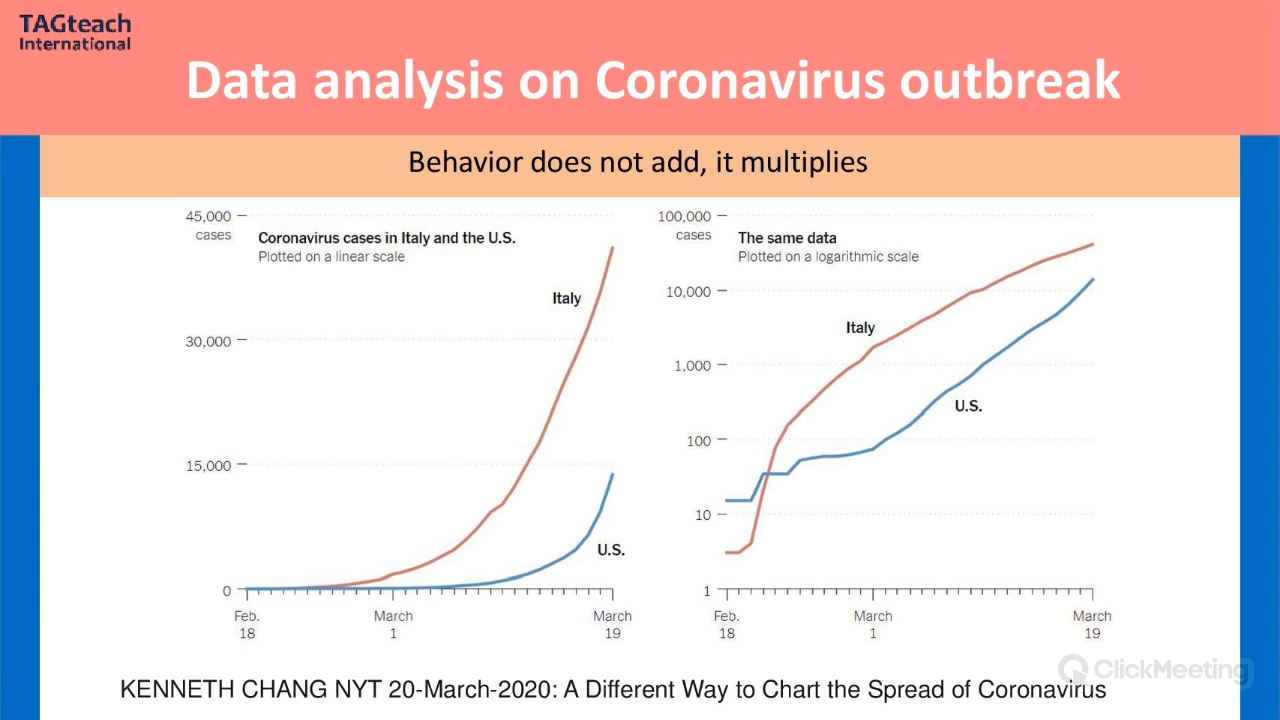 TAGteach
International
Data analysis on Coronavirus outbreak
Behavior does not add, it multiplies
45,000
cases
Coronavirus cases in Italy and the U.S.
Plotted on a linear scale
Italy
30,000
15,000
U.S.
0
Feb.
18
March
1
March
19
100,000
cases
The same data
Plotted on a logarithmic scale
10,000
Italy
1,000
U.S.
100
10
1
Feb.
18
March
1
March
19
ClickMeeting
KENNETH CHANG NYT 20-March-2020: A Different Way to Chart the Spread of Coronavirus